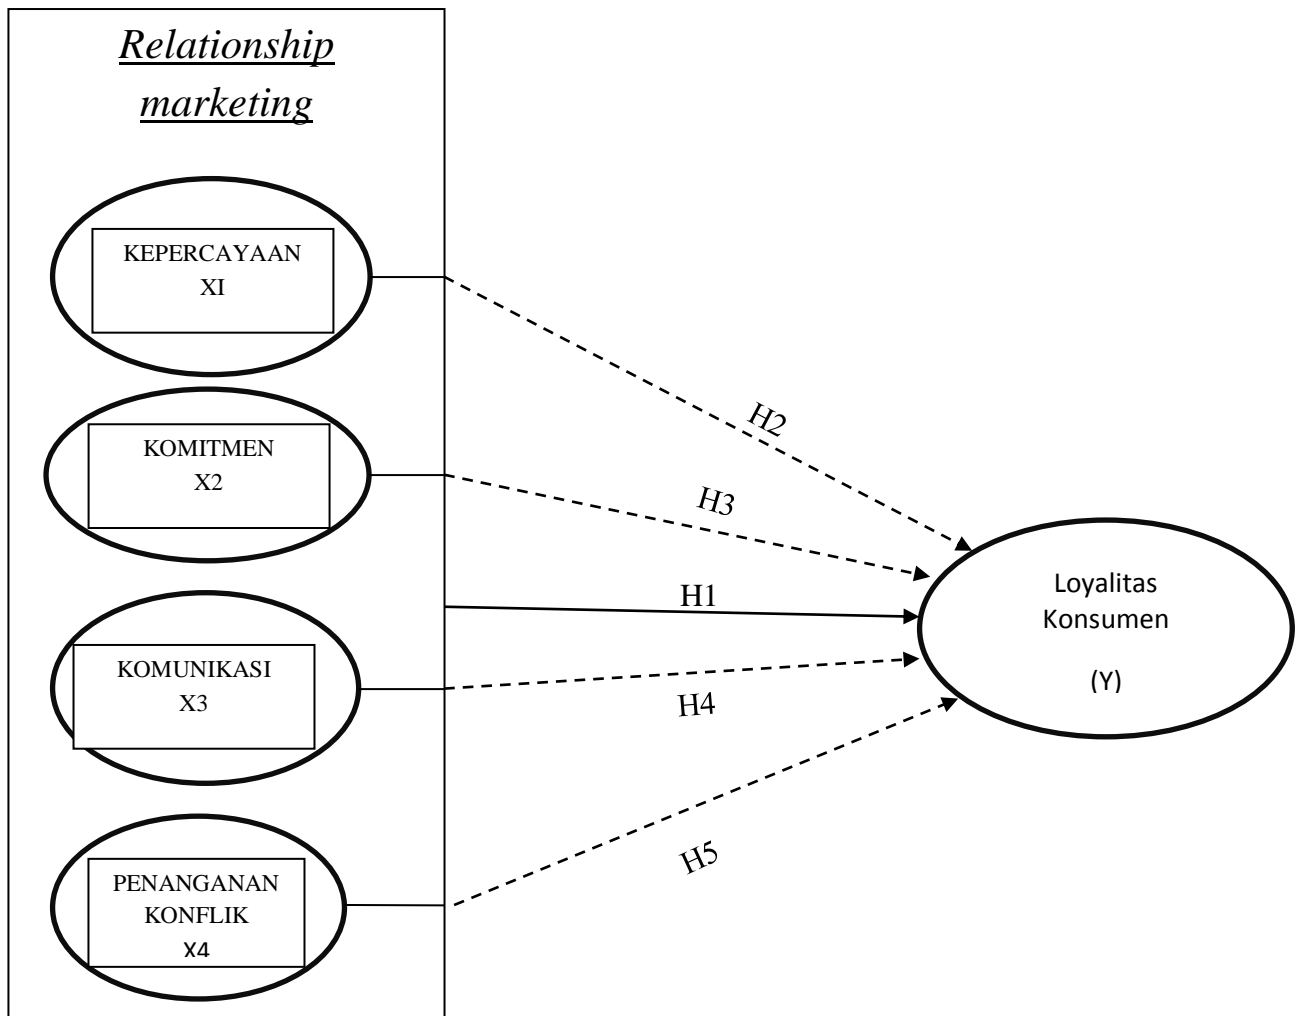 Relationship
marketing
KEPERCAYAAN
XI
H2
KOMITMEN
X2
H3
H1
Loyalitas
Konsumen
(Y)
KOMUNIKASI
X3
H4
H5
PENANGANAN
KONFLIK
X4